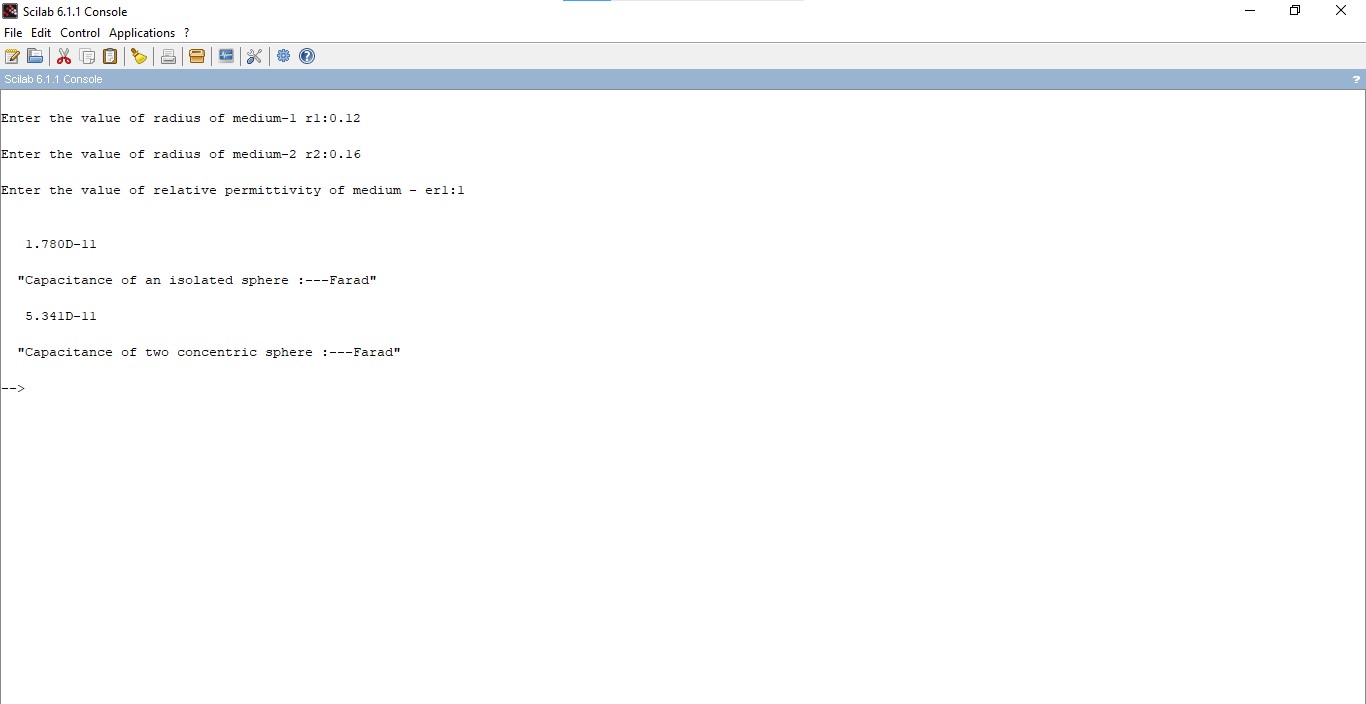 Scilab 6.1.1 Console
File Edit Control Applications ?
Scilab 6.1.1 Console ?
Enter the value of radius of medium-1 r1:0.12
Enter the value of radius of medium-2 r2:0.16
Enter the value of relative permittivity of medium - er1:1
1.780D-11
"Capacitance of an isolated sphere :---Farad"
5.341D-11
"Capacitance of two concentric sphere :---Farad"
-->